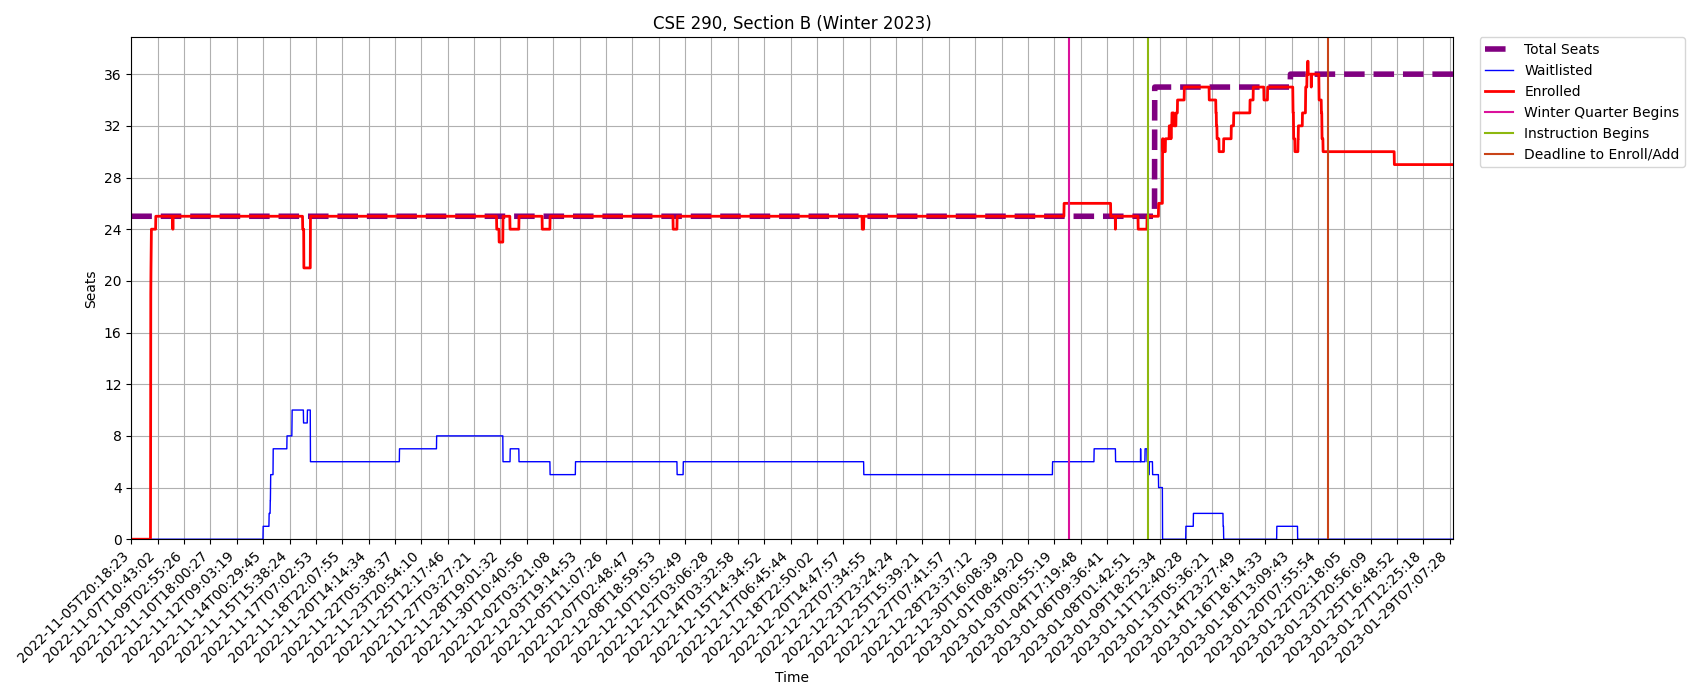 CSE 290, Section B (Winter 2023)
Total Seats
Waitlisted
Enrolled
Winter Quarter Begins
Instruction Begins
Deadline to Enroll/Add
Seats
36
32
28
24
20
16
12
8
4
0
2022-11-05T20:18:23
2022-11-07T10:43:02
2022-11-09T02:55:26
2022-11-10T18:00:27
2022-11-12T09:03:19
2022-11-14T00:29:45
2022-11-15T15:38:24
2022-11-17T07:02:53
2022-11-18T22:07:55
2022-11-20T14:14:34
2022-11-22T05:38:37
2022-11-23T20:54:10
2022-11-25T12:17:46
2022-11-27T03:27:21
2022-11-28T19:01:32
2022-11-30T10:40:56
2022-12-02T03:21:08
2022-12-03T19:14:53
2022-12-05T11:07:26
2022-12-07T02:48:47
2022-12-08T18:59:53
2022-12-10T10:52:49
2022-12-12T03:06:28
2022-12-14T03:32:58
2022-12-15T14:34:52
2022-12-17T06:45:44
2022-12-18T22:50:02
2022-12-20T14:47:57
2022-12-22T07:34:55
2022-12-23T23:24:24
2022-12-25T15:39:21
2022-12-27T07:41:57
2022-12-28T23:37:12
2022-12-30T16:08:39
2023-01-01T08:49:20
2023-01-03T00:55:19
2023-01-04T17:19:48
2023-01-06T09:36:41
2023-01-08T01:42:51
2023-01-09T18:25:34
2023-01-11T12:40:28
2023-01-13T05:36:21
2023-01-14T23:27:49
2023-01-16T18:14:33
2023-01-18T13:09:43
2023-01-20T07:55:54
2023-01-22T02:18:05
2023-01-23T20:56:09
2023-01-25T16:48:52
2023-01-27T12:25:18
2023-01-29T07:07:28
Time